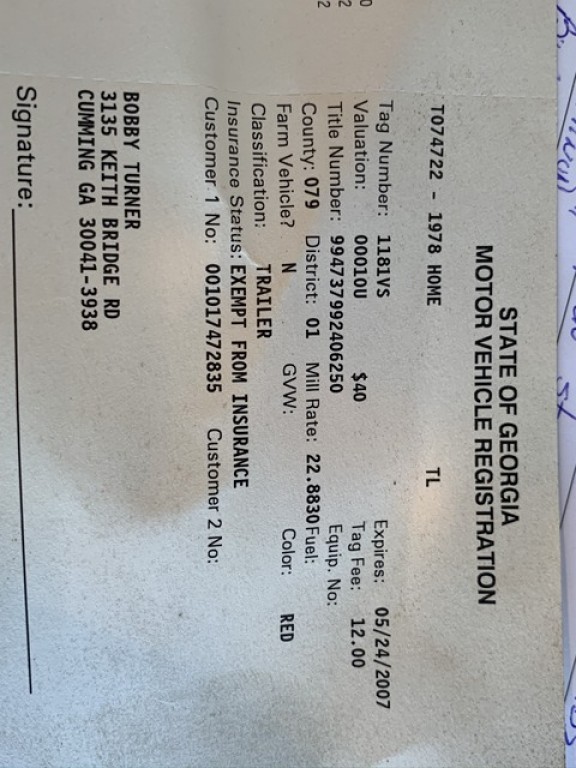 STATE OF GEORGIA
MOTOR VEHICLE REGISTRATION
T074722 - 1978 HOME TL
Tag Number: 1181VS Expires: 05/24/2007
Valuation: 00010U $40 Tag Fee: 12.00
Title Number: 994737992406250 Equip. No:
County: 079 District: 01 Mill Rate: 22.8830 Fuel:
Farm Vehicle? N GVW: Color: RED
Classification: TRAILER
Insurance Status: EXEMPT FROM INSURANCE
Customer 1 No: 001017472835 Customer 2 No:
BOBBY TURNER
3135 KEITH BRIDGE RD
CUMMING GA 30041-3938
Signature: